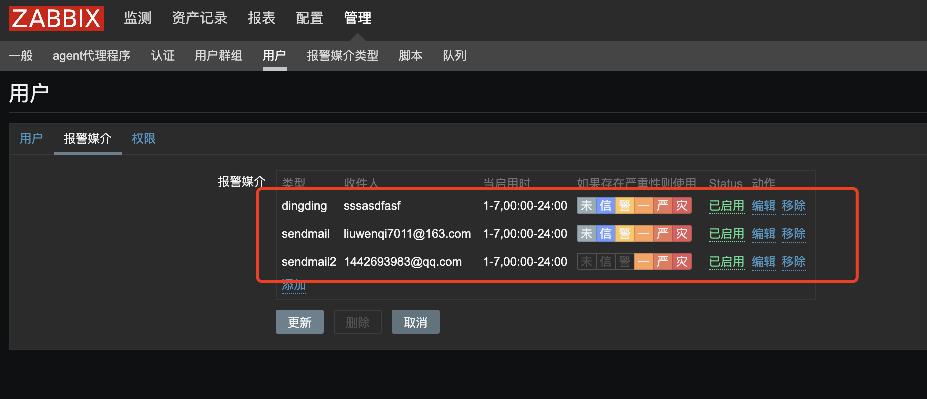 ZABBIX 监测 资产记录 报表 配置 管理
一般 agent代理程序 认证 用户群组 用户 报警媒介类型 脚本 队列
用户
用户 报警媒介 权限
报警媒介 类型 收件人 当启用时 如果存在严重性则使用 Status 动作
dingding sssasdfasf 1-7,00:00-24:00 未 信 警 一 严 灾 已启用 编辑 移除
sendmail liuwenqi7011@163.com 1-7,00:00-24:00 未 信 警 一 严 灾 已启用 编辑 移除
sendmail2 1442693983@qq.com 1-7,00:00-24:00 未 信 警 一 严 灾 已启用 编辑 移除
添加
更新 删除 取消